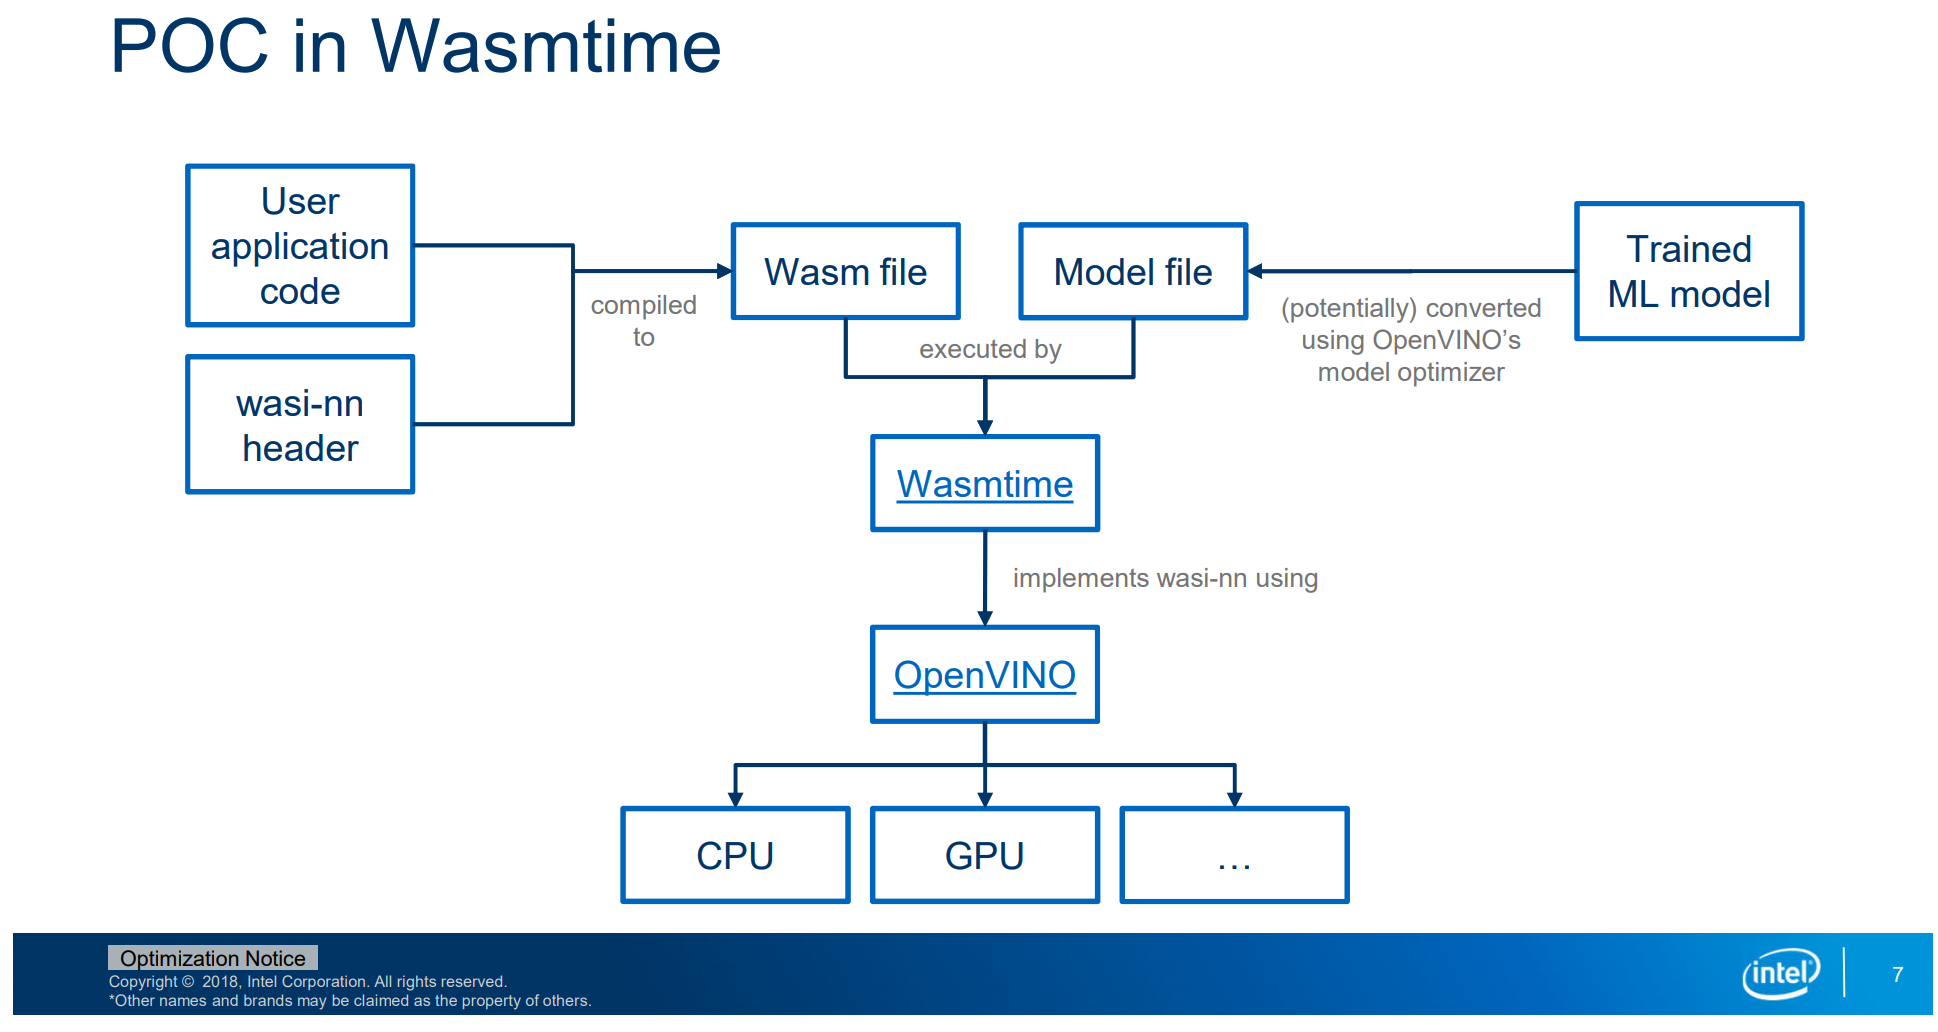 POC in Wasmtime
User
application
code
wasi-nn
header
compiled
to
Wasm file
Model file
executed by
Trained
ML model
(potentially) converted
using OpenVINO’s
model optimizer
Wasmtime
implements wasi-nn using
OpenVINO
CPU
GPU
...
Optimization Notice
Copyright © 2018, Intel Corporation. All rights reserved.
*Other names and brands may be claimed as the property of others.
intel
7